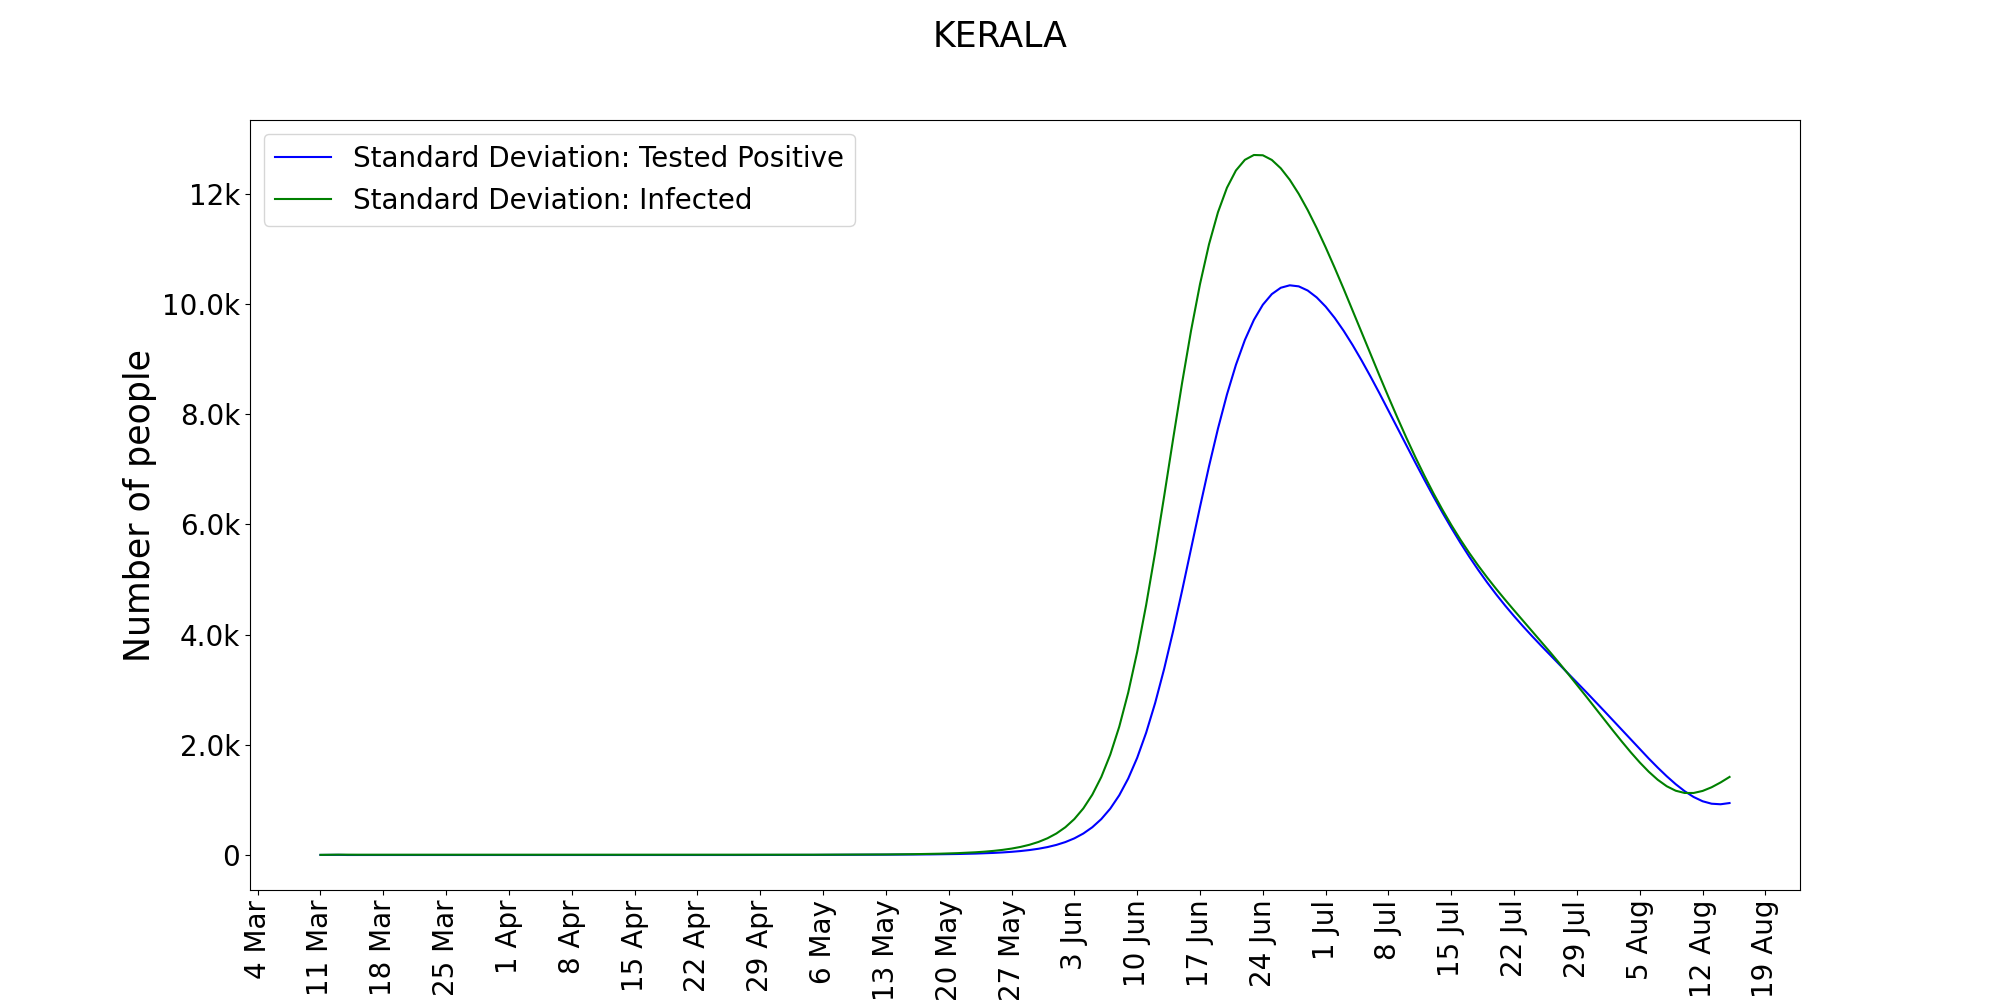 KERALA
Standard Deviation: Tested Positive
Standard Deviation: Infected
Number of people
12k
10.0k
8.0k
6.0k
4.0k
2.0k
0
4 Mar
11 Mar
18 Mar
25 Mar
1 Apr
8 Apr
15 Apr
22 Apr
29 Apr
6 May
13 May
20 May
27 May
3 Jun
10 Jun
17 Jun
24 Jun
1 Jul
8 Jul
15 Jul
22 Jul
29 Jul
5 Aug
12 Aug
19 Aug